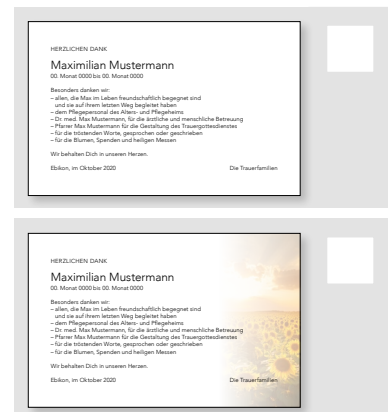 HERZLICHEN DANK
Maximilian Mustermann
00. Monat 0000 bis 00. Monat 0000
Besonders danken wir:
– allen, die Max im Leben freundschaftlich begegnet sind
und sie auf ihrem letzten Weg begleitet haben
– dem Pflegepersonal des Alters- und Pflegeheims
– Dr. med. Max Mustermann, für die ärztliche und menschliche Betreuung
– Pfarrer Max Mustermann für die Gestaltung des Trauergottesdienstes
– für die tröstenden Worte, gesprochen oder geschrieben
– für die Blumen, Spenden und heiligen Messen
Wir behalten Dich in unseren Herzen.
Ebikon, im Oktober 2020 Die Trauerfamilien
HERZLICHEN DANK
Maximilian Mustermann
00. Monat 0000 bis 00. Monat 0000
Besonders danken wir:
– allen, die Max im Leben freundschaftlich begegnet sind
und sie auf ihrem letzten Weg begleitet haben
– dem Pflegepersonal des Alters- und Pflegeheims
– Dr. med. Max Mustermann, für die ärztliche und menschliche Betreuung
– Pfarrer Max Mustermann für die Gestaltung des Trauergottesdienstes
– für die tröstenden Worte, gesprochen oder geschrieben
– für die Blumen, Spenden und heiligen Messen
Wir behalten Dich in unseren Herzen.
Ebikon, im Oktober 2020 Die Trauerfamilien